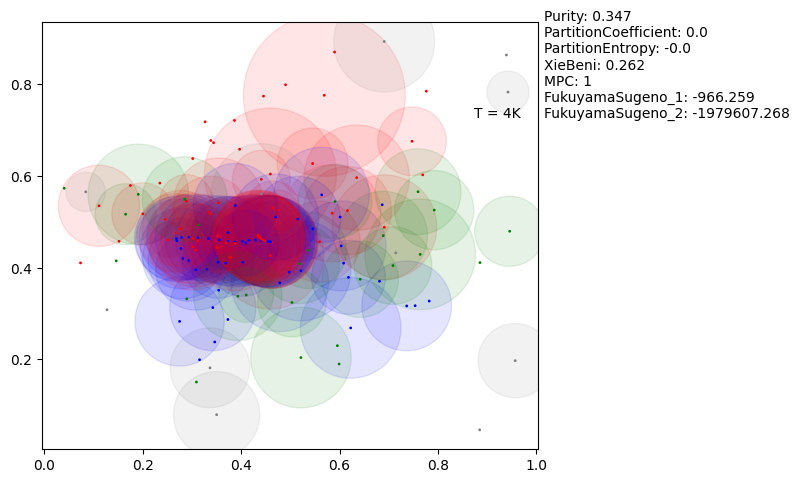 Purity: 0.347
PartitionCoefficient: 0.0
PartitionEntropy: -0.0
XieBeni: 0.262
MPC: 1
FukuyamaSugeno_1: -966.259
FukuyamaSugeno_2: -1979607.268
T = 4K
0.8
0.6
0.4
0.2
0.0 0.2 0.4 0.6 0.8 1.0